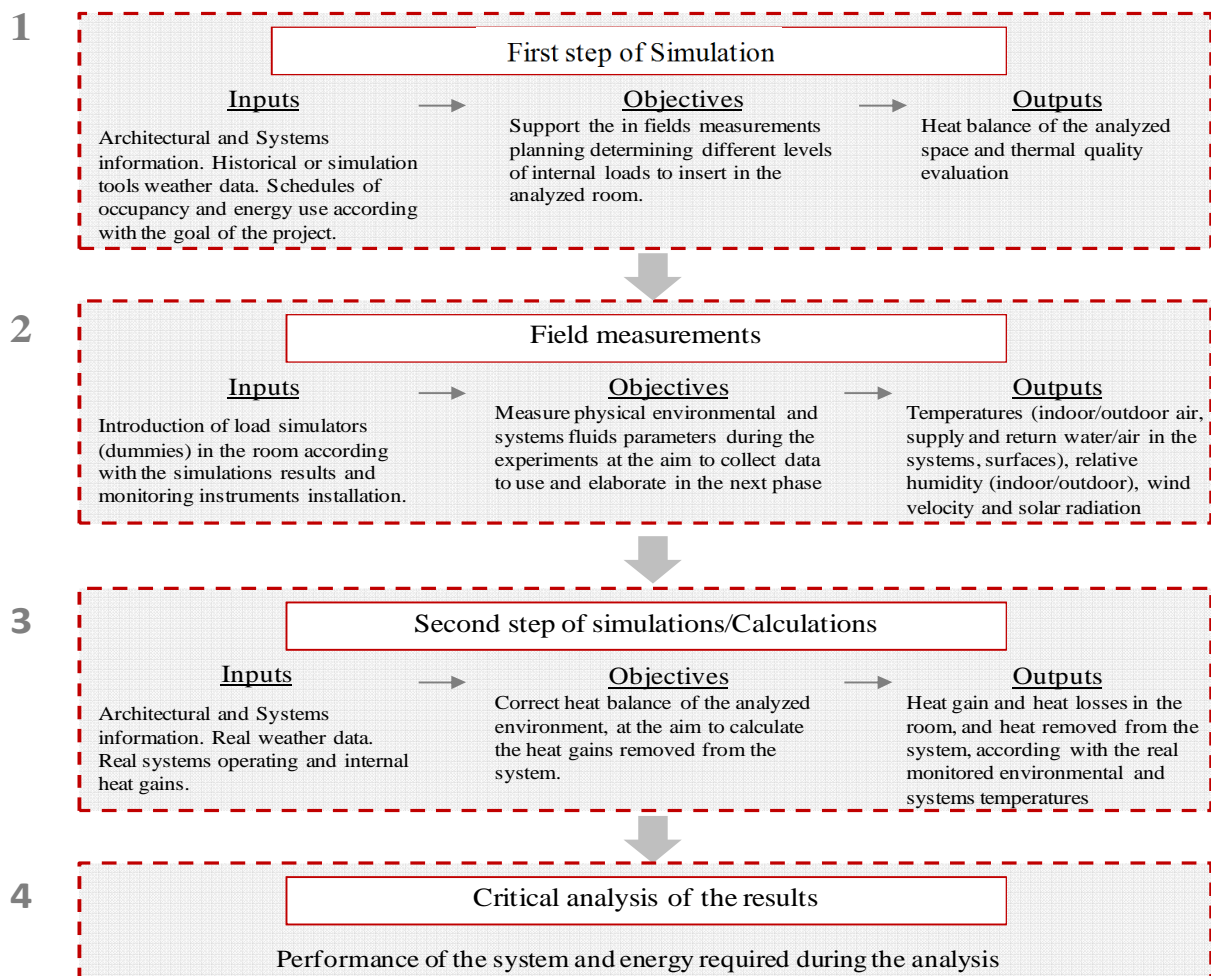 1
First step of Simulation
Inputs
Architectural and Systems
information. Historical or simulation
tools weather data. Schedules of
occupancy and energy use according
with the goal of the project.
Objectives
Support the in fields measurements
planning determining different levels
of internal loads to insert in the
analyzed room.
Outputs
Heat balance of the analyzed
space and thermal quality
evaluation
2
Field measurements
Inputs
Introduction of load simulators
(dummies) in the room according
with the simulations results and
monitoring instruments installation.
Objectives
Measure physical environmental and
systems fluids parameters during the
experiments at the aim to collect data
to use and elaborate in the next phase
Outputs
Temperatures (indoor/outdoor air,
supply and return water/air in the
systems, surfaces), relative
humidity (indoor/outdoor), wind
velocity and solar radiation
3
Second step of simulations/Calculations
Inputs
Architectural and Systems
information. Real weather data.
Real systems operating and internal
heat gains.
Objectives
Correct heat balance of the analyzed
environment, at the aim to calculate
the heat gains removed from the
system.
Outputs
Heat gain and heat losses in the
room, and heat removed from the
system, according with the real
monitored environmental and
systems temperatures
4
Critical analysis of the results
Performance of the system and energy required during the analysis